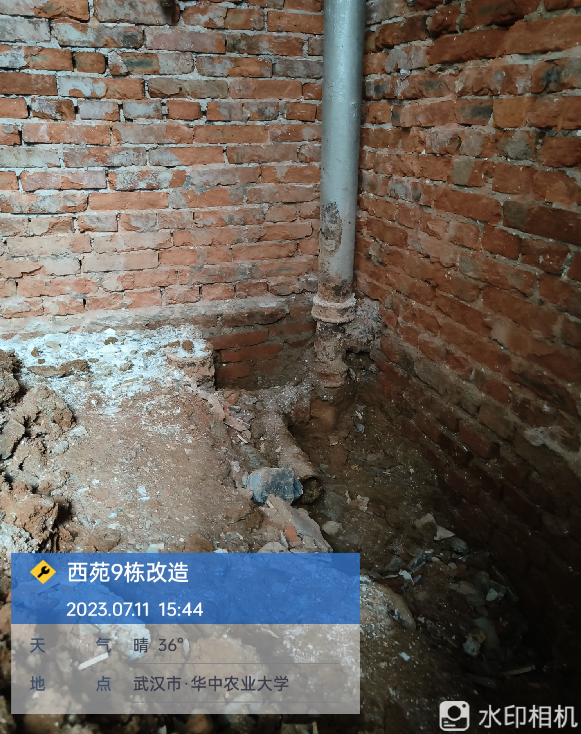 西苑9栋改造
2023.07.11 15:44
天 气 晴 36°
地 点 武汉市·华中农业大学
水印相机